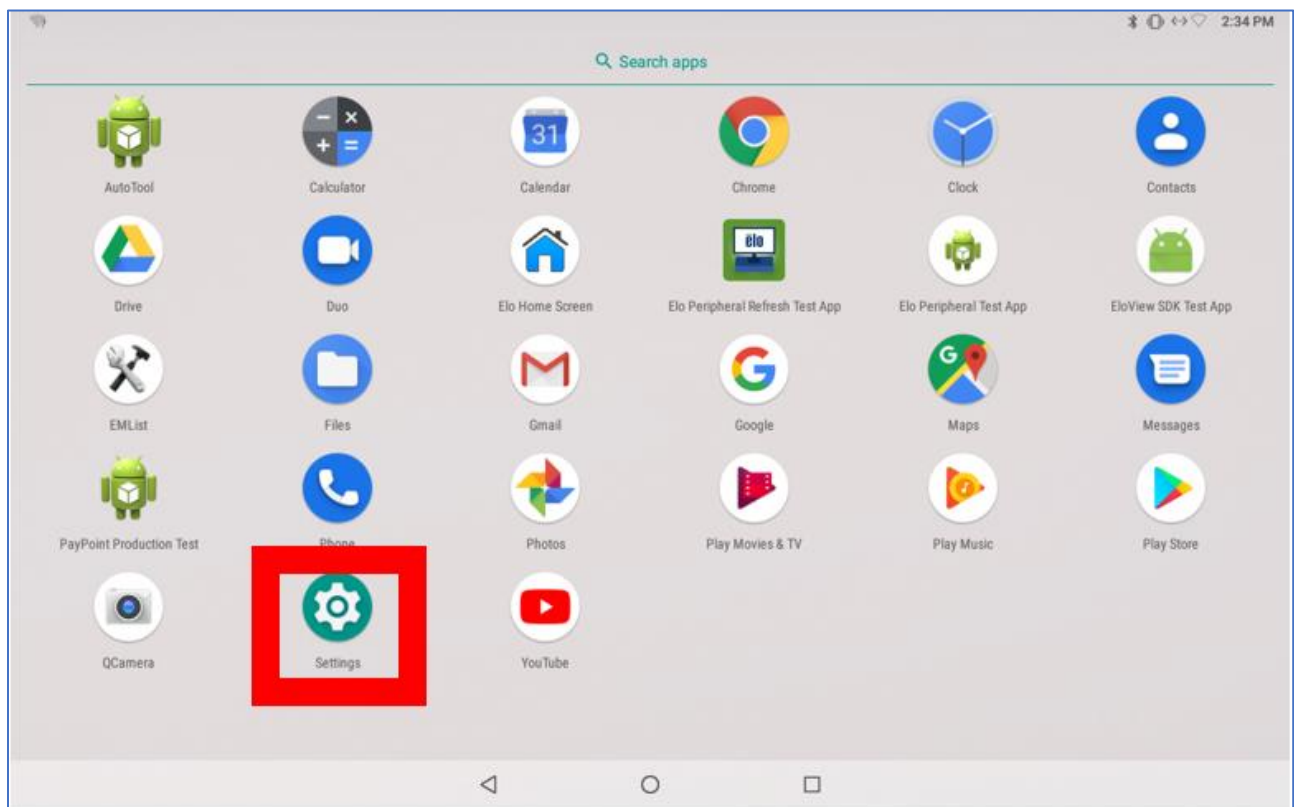 2:34 PM
Search apps
AutoTool
Calculator
31
Calendar
Chrome
Clock
Contacts
Drive
Duo
Elo Home Screen
elo
Elo Peripheral Refresh Test App
Elo Peripheral Test App
EloView SDK Test App
EMList
Files
Gmail
G
Google
G
Maps
Messages
PayPoint Production Test
Phone
Photos
Play Movies & TV
Play Music
Play Store
QCamera
Settings
YouTube